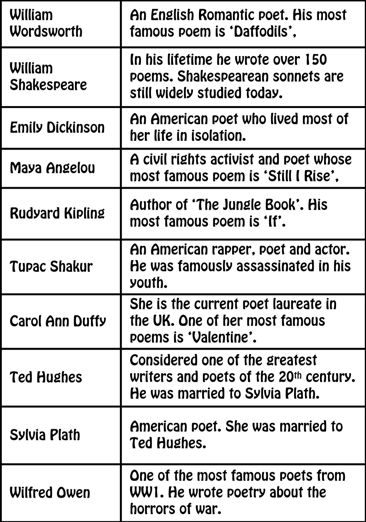 William
Wordsworth
An English Romantic poet. His most
famous poem is ‘Daffodils’,
William
Shakespeare
In his lifetime he wrote over 150
poems. Shakespearean sonnets are
still widely studied today.
Emily Dickinson
An American poet who lived most of
her life in isolation.
Maya Angelou
A civil rights activist and poet whose
most famous poem is ‘Still I Rise’,
Rudyard Kipling
Author of ‘The Jungle Book’. His
most famous poem is ‘If’.
Tupac Shakur
An American rapper, poet and actor.
He was famously assassinated in his
youth.
Carol Ann Duffy
She is the current poet laureate in
the UK. One of her most famous
poems is ‘Valentine’.
Ted Hughes
Considered one of the greatest
writers and poets of the 20th century.
He was married to Sylvia Plath.
Sylvia Plath
American poet. She was married to
Ted Hughes.
Wilfred Owen
One of the most famous poets from
WW1. He wrote poetry about the
horrors of war.